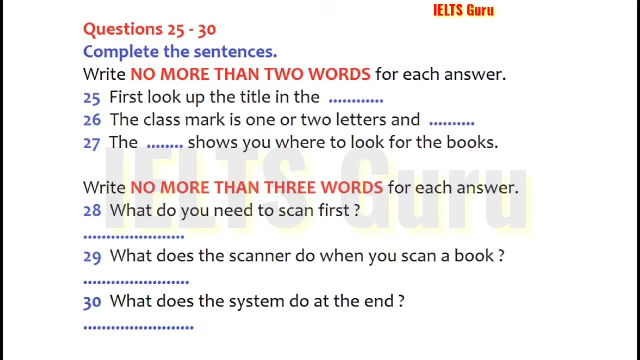 IELTS Guru
Questions 25 - 30
Complete the sentences.
Write NO MORE THAN TWO WORDS for each answer.
25 First look up the title in the ............
26 The class mark is one or two letters and ..........
27 The ........ shows you where to look for the books.
IELTS Guru
Write NO MORE THAN THREE WORDS for each answer.
28 What do you need to scan first ?
......................
29 What does the scanner do when you scan a book ?
.......................
30 What does the system do at the end ?
........................